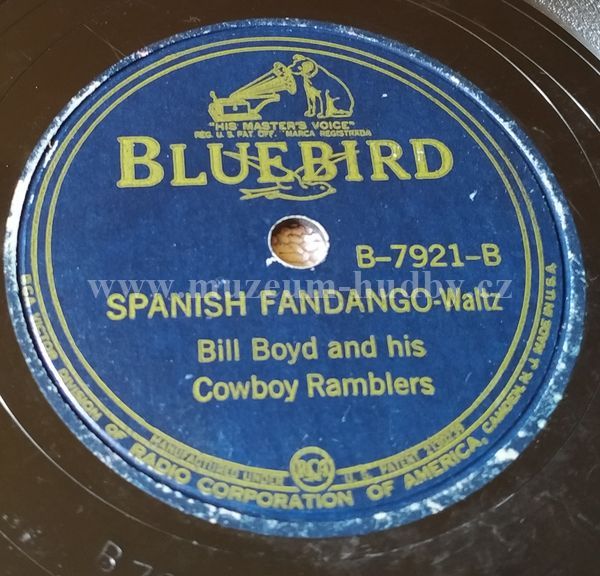 "HIS MASTER'S VOICE"
REG. U. S. PAT. OFF. MARCA REGISTRADA
BLUEBIRD
B-7921-B
www.muzeum-hudby.cz
SPANISH FANDANGO-Waltz
Bill Boyd and his
Cowboy Ramblers
MANUFACTURED UNDER
RCA
U. S. PATENT
RCA VICTOR DIVISION OF RADIO CORPORATION OF AMERICA, CAMDEN, N. J. MADE IN U.S.A.
B 7